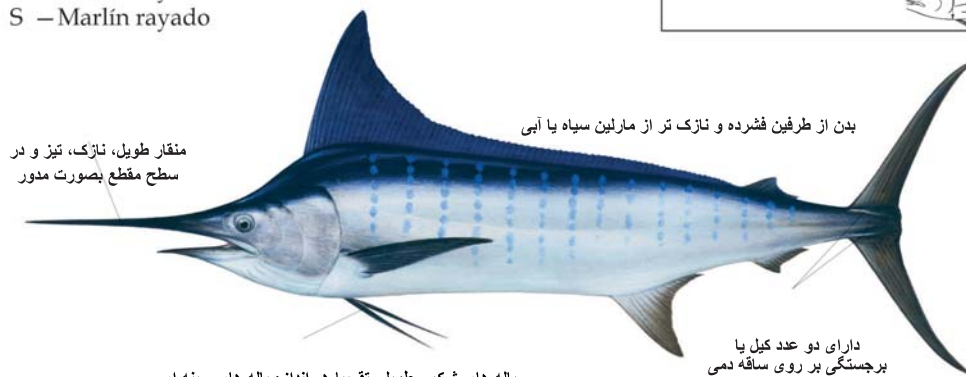 S – Marlín rayado
بدن از طرفین فشرده و نازک تر از مارلین سیاه یا آبی
منقار طویل، نازک، تیز و در
سطح مقطع بصورت مدور
دارای دو عدد کیل یا
برجستگی بر روی ساقه دمی